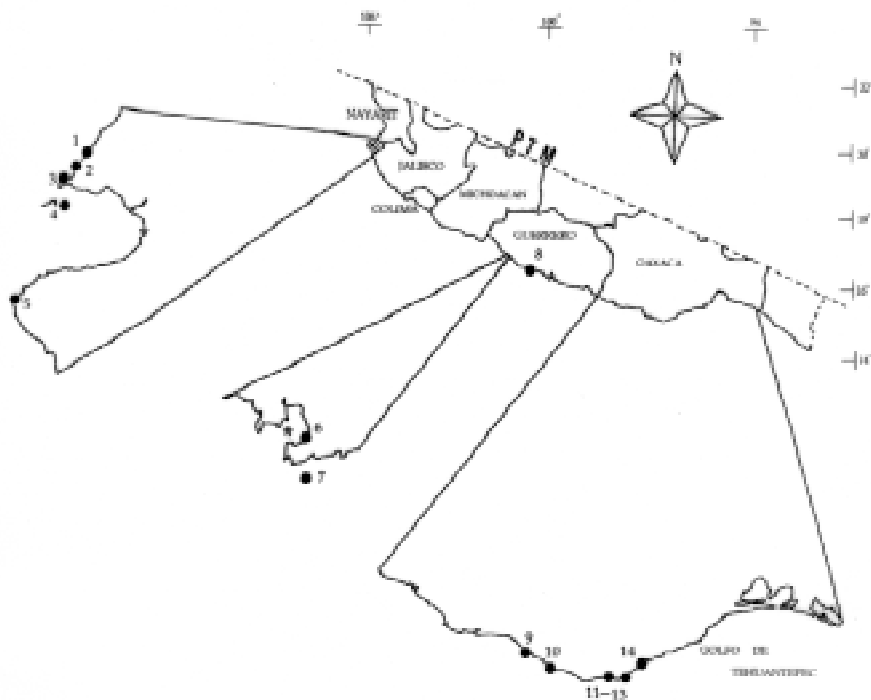 N
NAYARIT
P T M
JALISCO
MICHOACAN
COLIMA
GUERRERO
OAXACA
1
2
3
4
5
6
7
8
9
10
11-13
14
GOLFO DE
TEHUANTEPEC